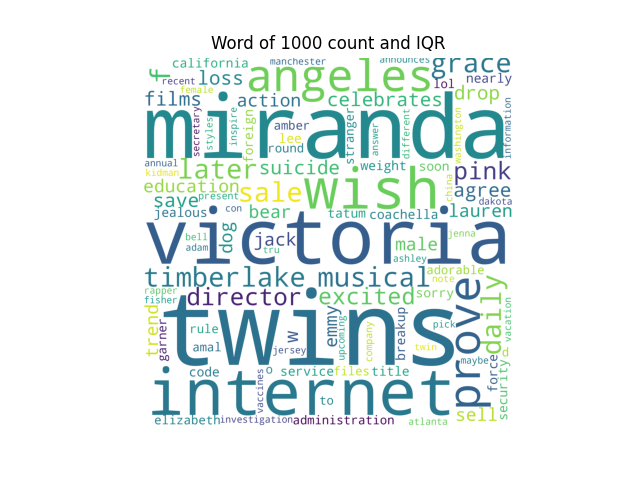 Word of 1000 count and IQR
california manchester announces grace
f recent loss angeles lol nearly
female
films action celebrates drop
miranda
secretary styles inspire foreign amber lee round stranger answer different washington information
annual later suicide weight soon pink
kidman
education sale wish china agree
save present dakota
jealous con bear tatum coachella lauren
victoria
bell dog jack male jenna
adam tru ashley
timberlake musical adorable
note
rapper director excited sorry
fisher
twins
trend garner rule w emmy upcoming company breakup pick prove daily vacation
amal jersey twin maybe
code o service files title force security d
internet
vaccines to
elizabeth investigation administration atlanta sell